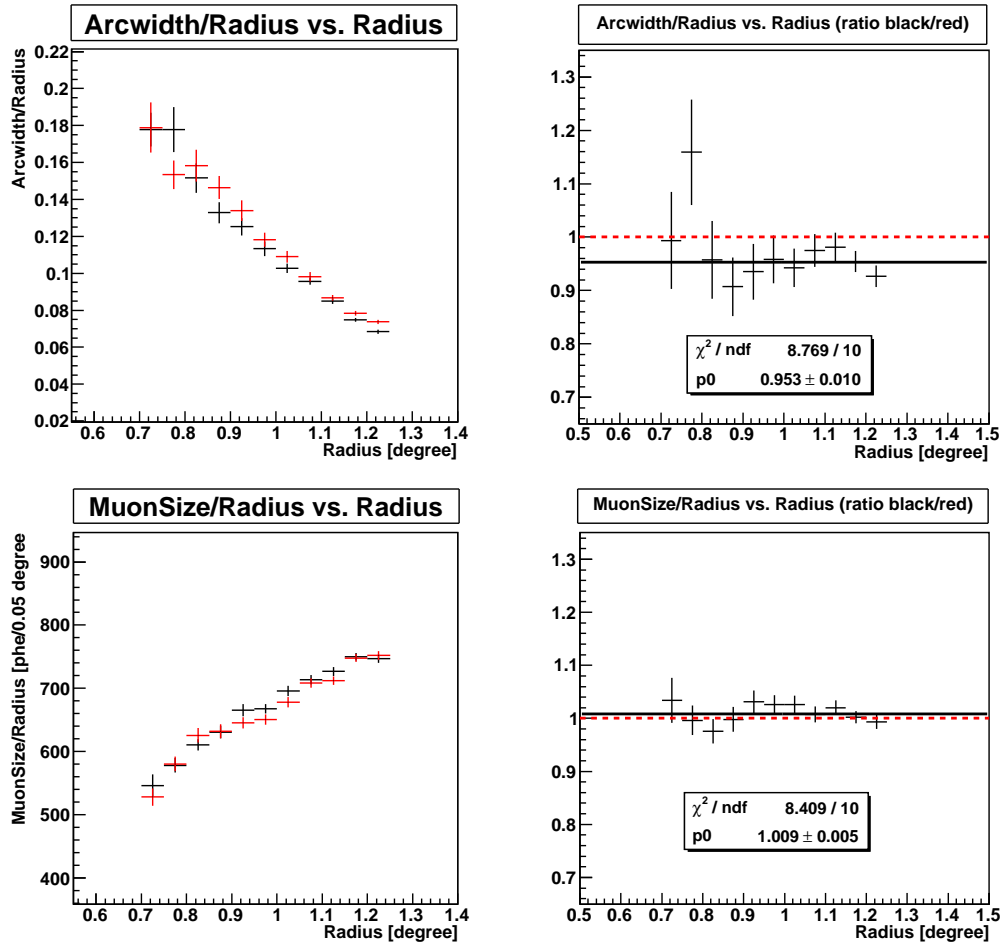 Arcwidth/Radius vs. Radius
Arcwidth/Radius
0.22
0.2
0.18
0.16
0.14
0.12
0.1
0.08
0.06
0.04
0.02
0.6 0.7 0.8 0.9 1 1.1 1.2 1.3 1.4
Radius [degree]
Arcwidth/Radius vs. Radius (ratio black/red)
1.3
1.2
1.1
1
0.9
0.8
0.7
χ² / ndf 8.769 / 10
p0 0.953 ± 0.010
0.5 0.6 0.7 0.8 0.9 1 1.1 1.2 1.3 1.4 1.5
Radius [degree]
MuonSize/Radius vs. Radius
MuonSize/Radius [phe/0.05 degree
900
800
700
600
500
400
0.6 0.7 0.8 0.9 1 1.1 1.2 1.3 1.4
Radius [degree]
MuonSize/Radius vs. Radius (ratio black/red)
1.3
1.2
1.1
1
0.9
0.8
0.7
χ² / ndf 8.409 / 10
p0 1.009 ± 0.005
0.5 0.6 0.7 0.8 0.9 1 1.1 1.2 1.3 1.4 1.5
Radius [degree]